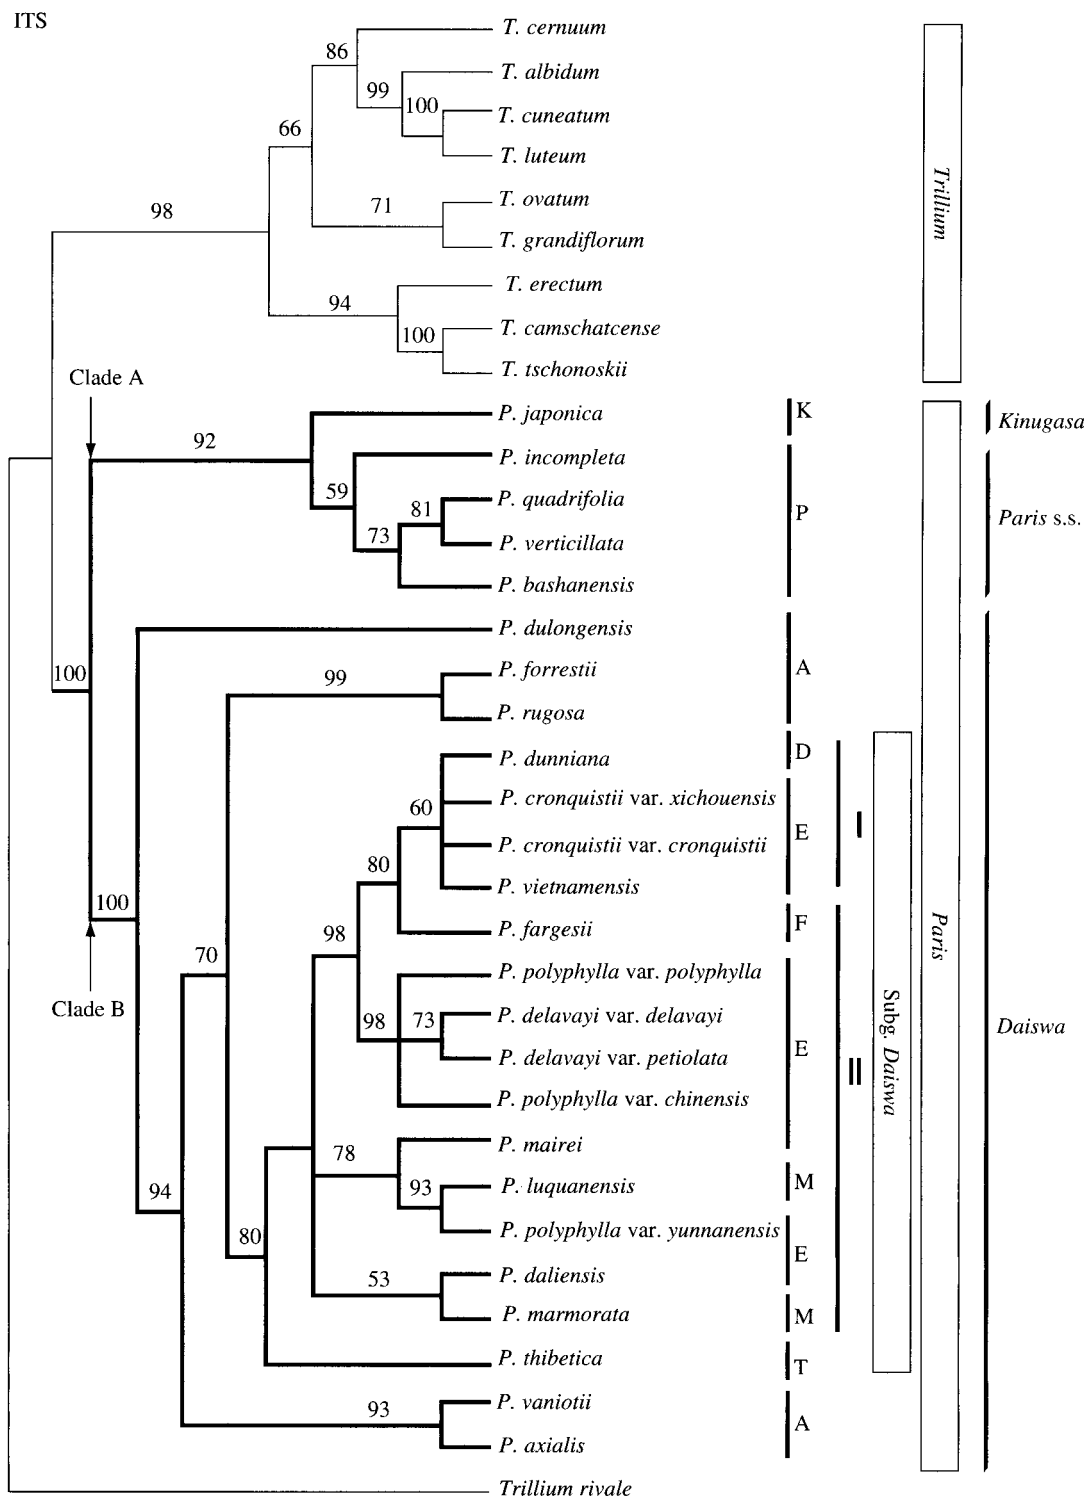 ITS
T. cernuum
86
T. albidum
99
100
T. cuneatum
66
T. luteum
T. ovatum
71
98
T. grandiflorum
Trillium
T. erectum
94
T. camschatcense
100
T. tschonoskii
Clade A
P. japonica
K
Kinugasa
92
P. incompleta
59
P. quadrifolia
81
P
Paris s.s.
73
P. verticillata
P. bashanensis
P. dulongensis
100
99
P. forrestii
A
P. rugosa
P. dunniana
D
60
P. cronquistii var. xichouensis
E
I
P. cronquistii var. cronquistii
80
P. vietnamensis
100
P. fargesii
F
98
70
P. polyphylla var. polyphylla
Paris
Clade B
98
73
P. delavayi var. delavayi
E
Subg. Daiswa
Daiswa
P. delavayi var. petiolata
II
P. polyphylla var. chinensis
P. mairei
78
93
P. luquanensis
M
94
P. polyphylla var. yunnanensis
80
E
53
P. daliensis
P. marmorata
M
P. thibetica
T
P. vaniotii
93
A
P. axialis
Trillium rivale